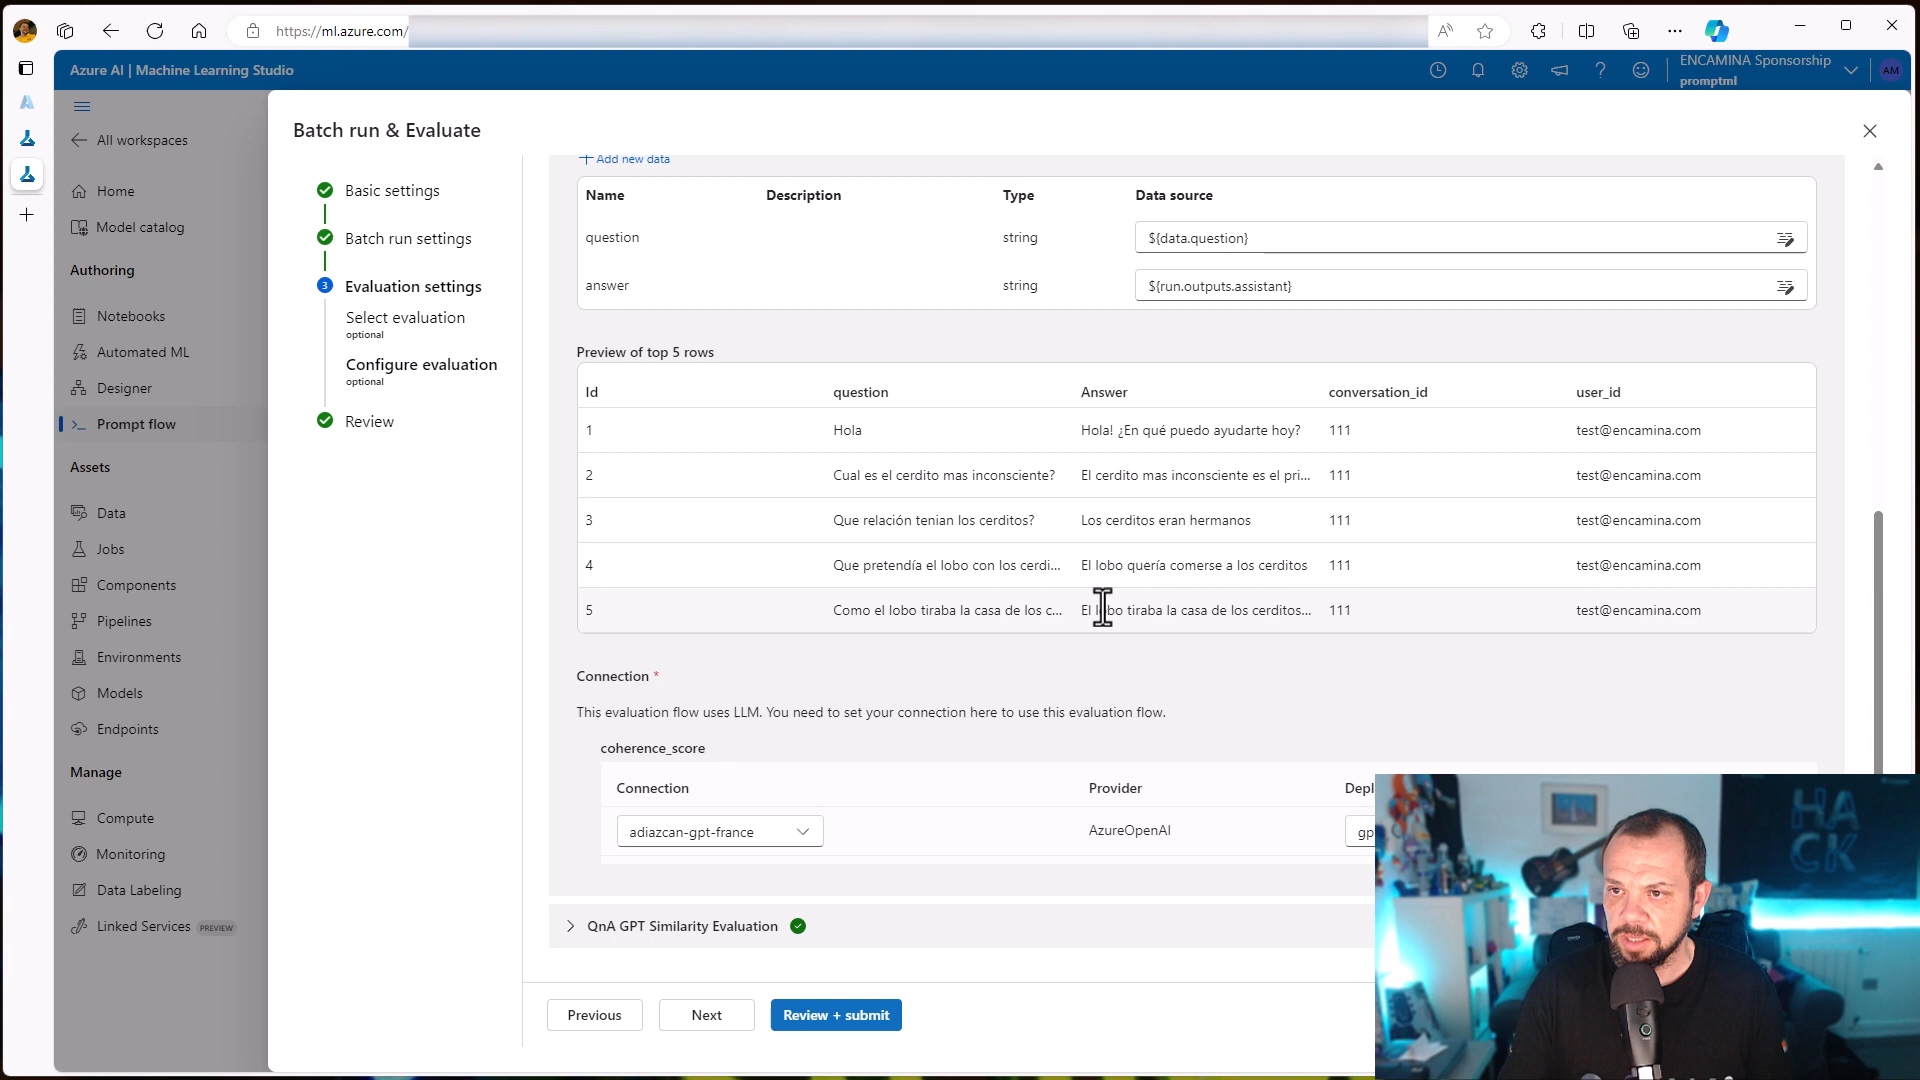 https://ml.azure.com/
Azure AI | Machine Learning Studio
ENCAMINA Sponsorship
promptml
AM
All workspaces
Home
Model catalog
Authoring
Notebooks
Automated ML
Designer
Prompt flow
Assets
Data
Jobs
Components
Pipelines
Environments
Models
Endpoints
Manage
Compute
Monitoring
Data Labeling
Linked Services PREVIEW
Batch run & Evaluate
Basic settings
Batch run settings
3 Evaluation settings
Select evaluation
optional
Configure evaluation
optional
Review
Add new data
Name Description Type Data source
question string ${data.question}
answer string ${run.outputs.assistant}
Preview of top 5 rows
Id question Answer conversation_id user_id
1 Hola Hola! ¿En qué puedo ayudarte hoy? 111 test@encamina.com
2 Cual es el cerdito mas inconsciente? El cerdito mas inconsciente es el pri... 111 test@encamina.com
3 Que relación tenian los cerditos? Los cerditos eran hermanos 111 test@encamina.com
4 Que pretendía el lobo con los cerdi... El lobo quería comerse a los cerditos 111 test@encamina.com
5 Como el lobo tiraba la casa de los c... El lobo tiraba la casa de los cerditos... 111 test@encamina.com
Connection *
This evaluation flow uses LLM. You need to set your connection here to use this evaluation flow.
coherence_score
Connection Provider Depl
adiazcan-gpt-france AzureOpenAI gp
QnA GPT Similarity Evaluation
Previous Next Review + submit
HA
CK